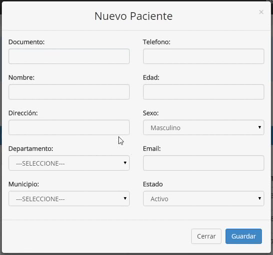 Nuevo Paciente
×
Documento:
Telefono:
Nombre:
Edad:
Dirección:
Sexo:
Masculino
Departamento:
Email:
---SELECCIONE---
Municipio:
Estado
---SELECCIONE---
Activo
Cerrar
Guardar